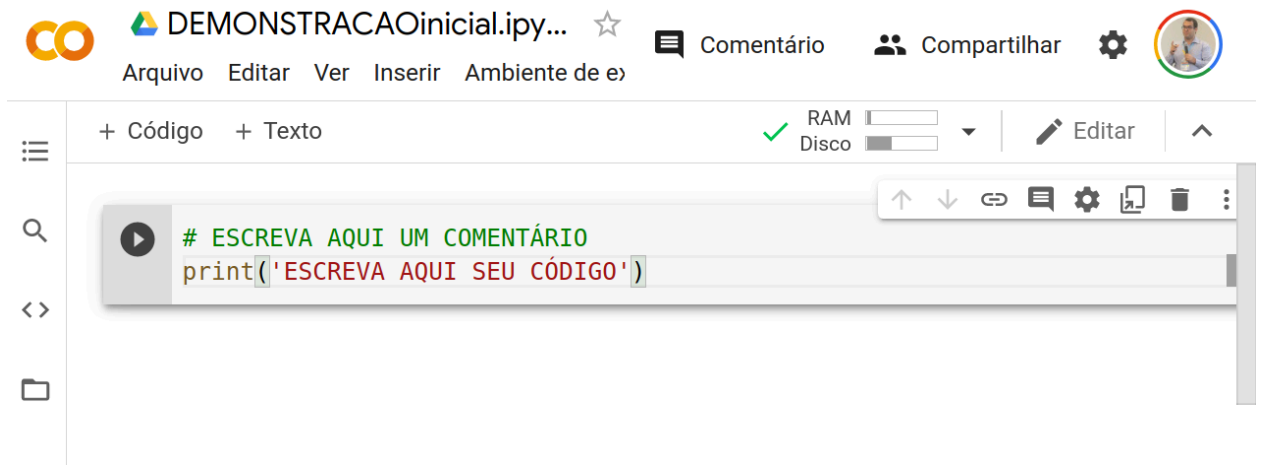 DEMONSTRACAOinicial.ipy...
Comentário
Compartilhar
Arquivo Editar Ver Inserir Ambiente de ex
+ Código + Texto
RAM
Disco
Editar
# ESCREVA AQUI UM COMENTÁRIO
print('ESCREVA AQUI SEU CÓDIGO')